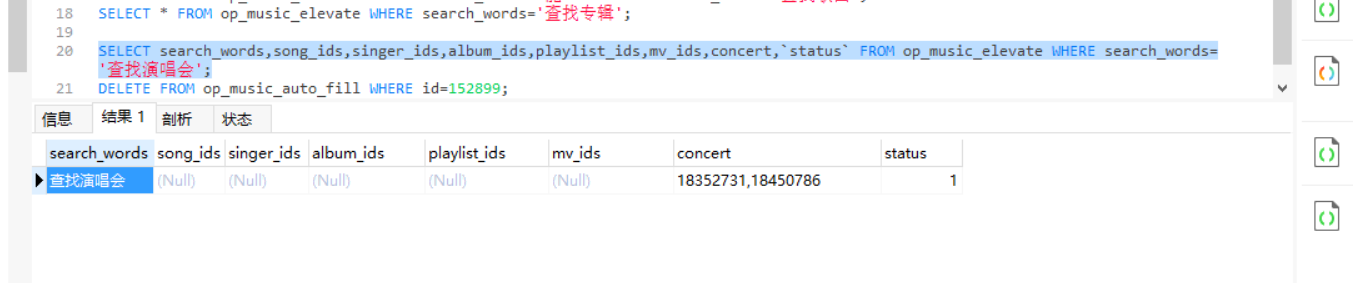 18 SELECT * FROM op_music_elevate WHERE search_words='查找专辑';
19
20 SELECT search_words,song_ids,singer_ids,album_ids,playlist_ids,mv_ids,concert,`status` FROM op_music_elevate WHERE search_words=
'查找演唱会';
21 DELETE FROM op_music_auto_fill WHERE id=152899;
信息 结果 1 剖析 状态
search_words song_ids singer_ids album_ids playlist_ids mv_ids concert status
查找演唱会 (Null) (Null) (Null) (Null) (Null) 18352731,18450786 1